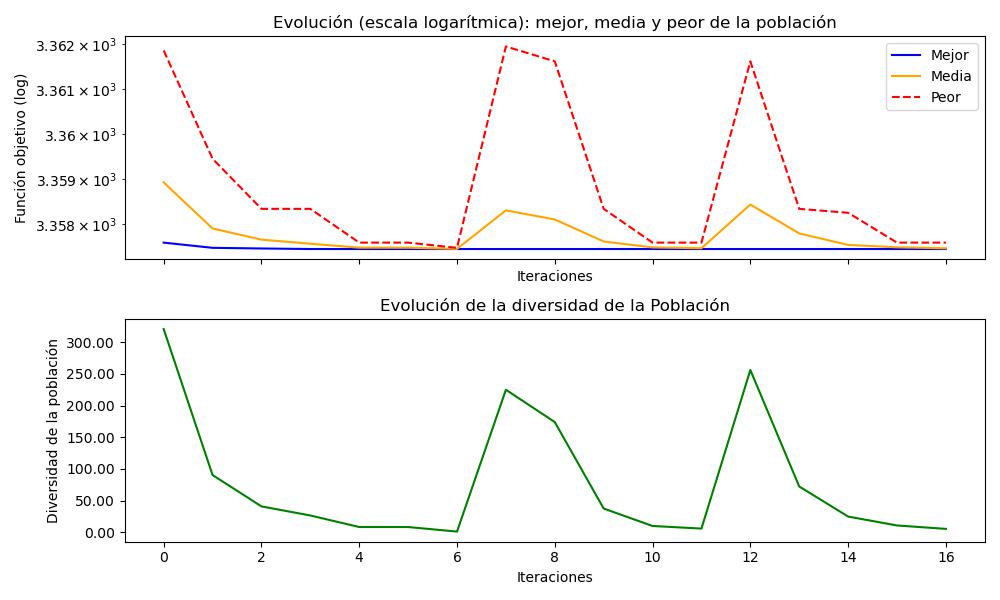 Evolución (escala logarítmica): mejor, media y peor de la población
Función objetivo (log)
3.362 × 10³
3.361 × 10³
3.36 × 10³
3.359 × 10³
3.358 × 10³
Mejor
Media
Peor
Iteraciones
Evolución de la diversidad de la Población
Diversidad de la población
300.00
250.00
200.00
150.00
100.00
50.00
0.00
0 2 4 6 8 10 12 14 16
Iteraciones